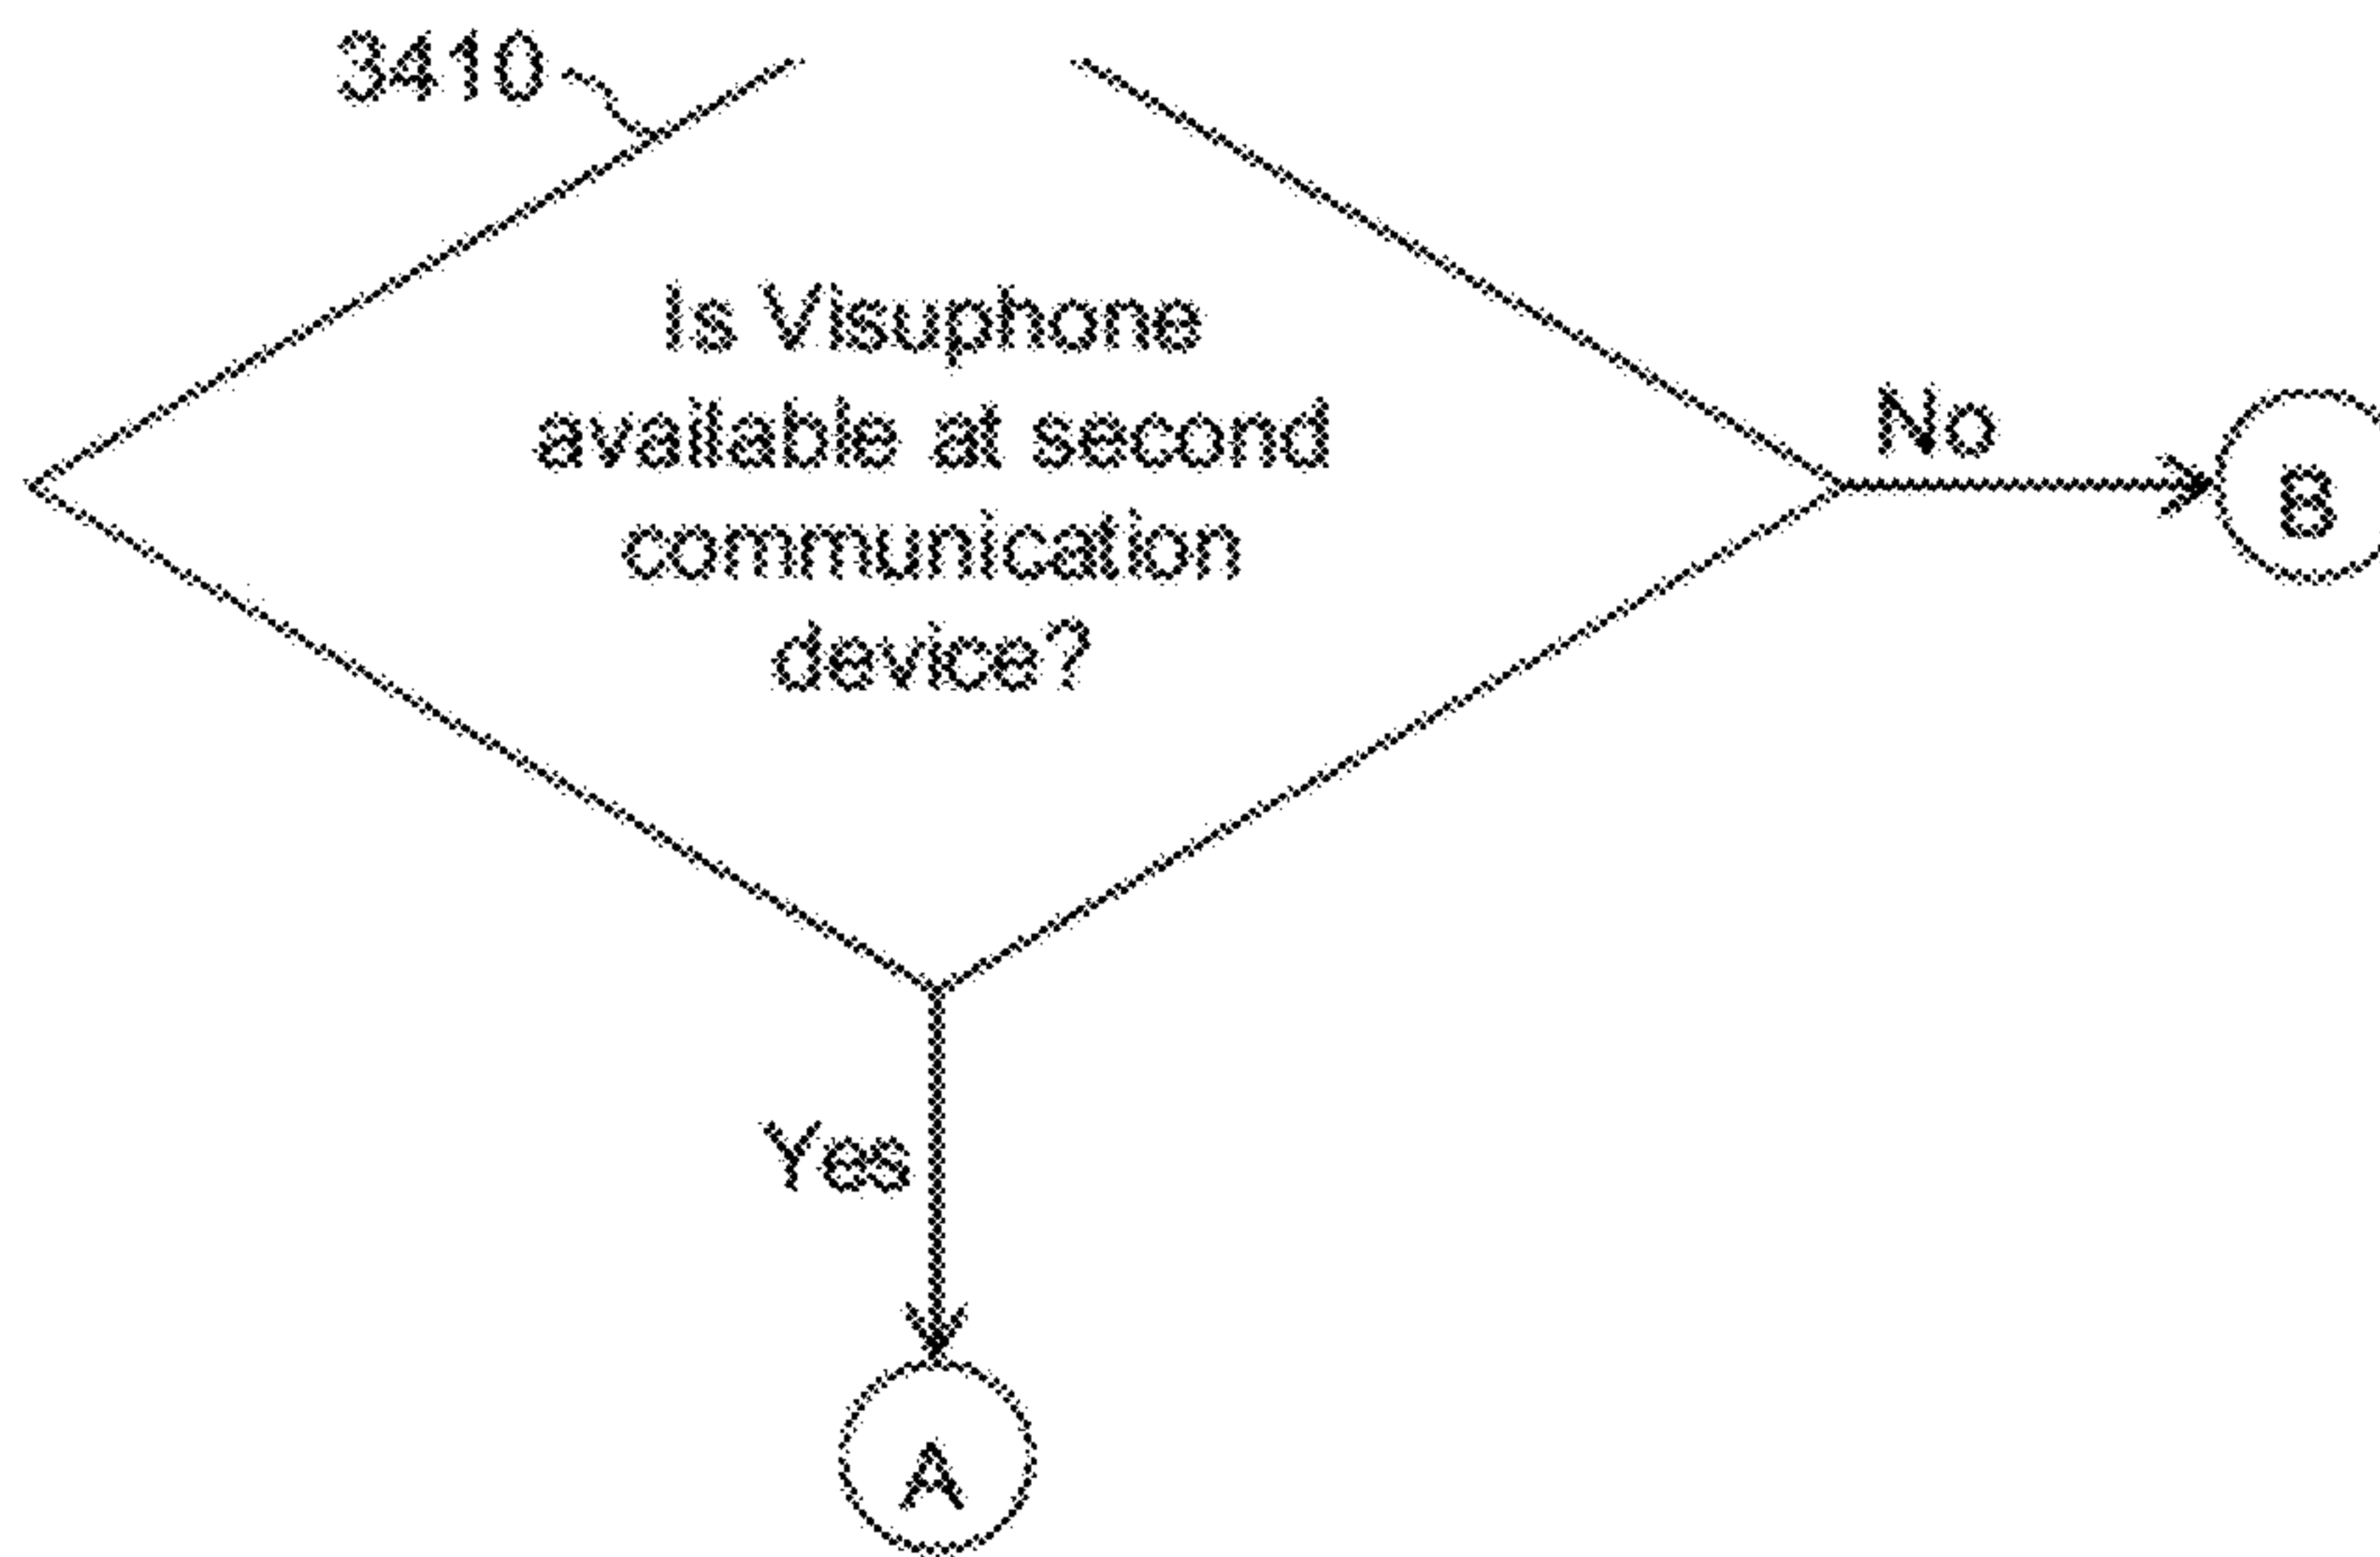 3410
Is Visuphone
available at second
communication
device?
No
B
Yes
A